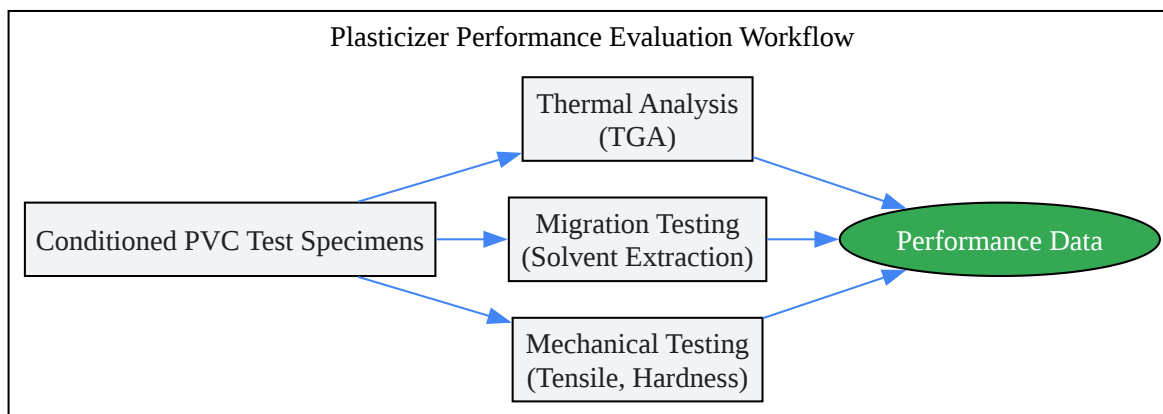 Plasticizer Performance Evaluation Workflow
Thermal Analysis
(TGA)
Conditioned PVC Test Specimens
Migration Testing
(Solvent Extraction)
Performance Data
Mechanical Testing
(Tensile, Hardness)